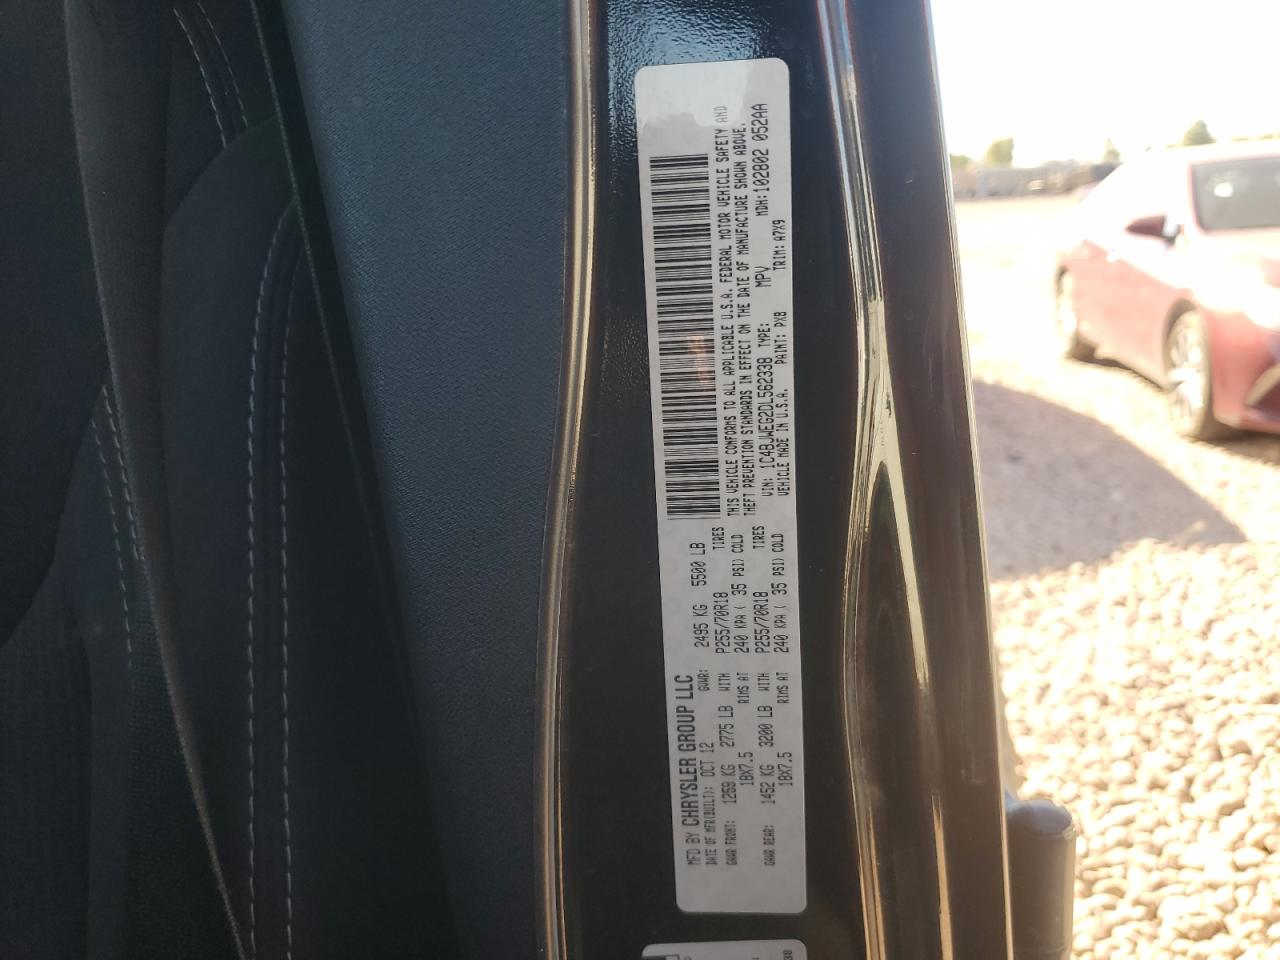 MFD BY CHRYSLER GROUP LLC
DATE OF MFR(BUILT): OCT 12 GVWR: 2495 KG 5500 LB
GAWR FRONT: 1259 KG 2775 LB WITH P255/70R18 TIRES
18X7.5 RIMS AT 240 KPA ( 35 PSI) COLD
GAWR REAR: 1452 KG 3200 LB WITH P255/70R18 TIRES
18X7.5 RIMS AT 240 KPA ( 35 PSI) COLD
THIS VEHICLE CONFORMS TO ALL APPLICABLE U.S.A. FEDERAL MOTOR VEHICLE SAFETY AND
THEFT PREVENTION STANDARDS IN EFFECT ON THE DATE OF MANUFACTURE SHOWN ABOVE.
VIN: 1C4BJWEG2DL562338 TYPE: MPV MDH:102802 052AA
VEHICLE MADE IN U.S.A. PAINT: PX8 TRIM: A7X9